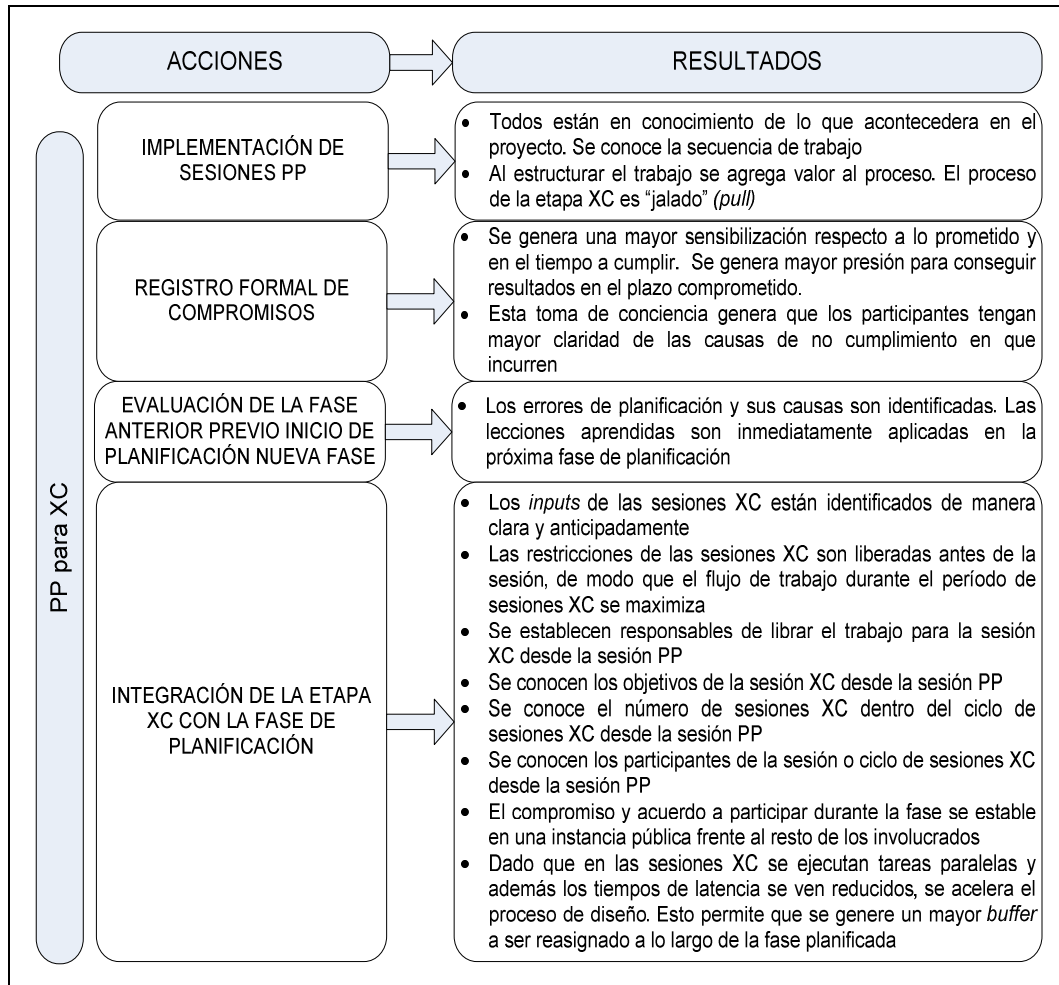 ACCIONES
RESULTADOS
PP para XC
IMPLEMENTACIÓN DE
SESIONES PP
• Todos están en conocimiento de lo que acontecedera en el
proyecto. Se conoce la secuencia de trabajo
• Al estructurar el trabajo se agrega valor al proceso. El proceso
de la etapa XC es “jalado” (pull)
REGISTRO FORMAL DE
COMPROMISOS
• Se genera una mayor sensibilización respecto a lo prometido y
en el tiempo a cumplir. Se genera mayor presión para conseguir
resultados en el plazo comprometido.
• Esta toma de conciencia genera que los participantes tengan
mayor claridad de las causas de no cumplimiento en que
incurren
EVALUACIÓN DE LA FASE
ANTERIOR PREVIO INICIO DE
PLANIFICACIÓN NUEVA FASE
• Los errores de planificación y sus causas son identificadas. Las
lecciones aprendidas son inmediatamente aplicadas en la
próxima fase de planificación
INTEGRACIÓN DE LA ETAPA
XC CON LA FASE DE
PLANIFICACIÓN
• Los inputs de las sesiones XC están identificados de manera
clara y anticipadamente
• Las restricciones de las sesiones XC son liberadas antes de la
sesión, de modo que el flujo de trabajo durante el período de
sesiones XC se maximiza
• Se establecen responsables de librar el trabajo para la sesión
XC desde la sesión PP
• Se conocen los objetivos de la sesión XC desde la sesión PP
• Se conoce el número de sesiones XC dentro del ciclo de
sesiones XC desde la sesión PP
• Se conocen los participantes de la sesión o ciclo de sesiones XC
desde la sesión PP
• El compromiso y acuerdo a participar durante la fase se estable
en una instancia pública frente al resto de los involucrados
• Dado que en las sesiones XC se ejecutan tareas paralelas y
además los tiempos de latencia se ven reducidos, se acelera el
proceso de diseño. Esto permite que se genere un mayor buffer
a ser reasignado a lo largo de la fase planificada